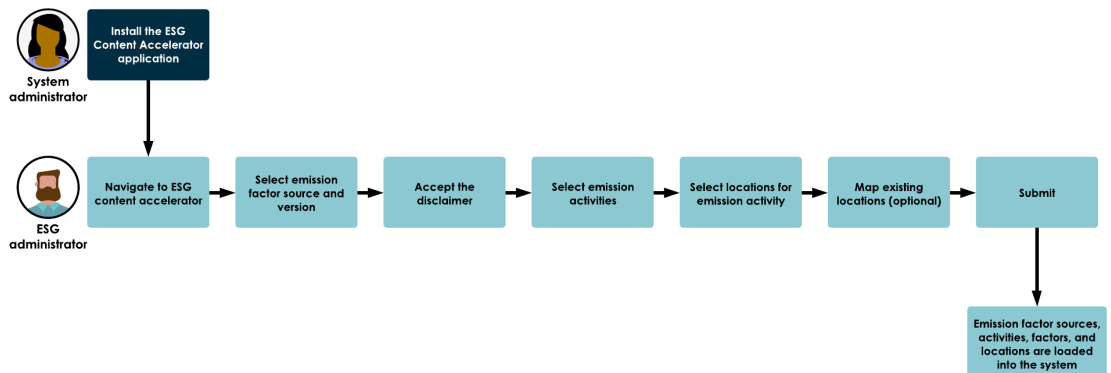 Install the ESG
Content Accelerator
application
System
administrator
Navigate to ESG
content accelerator
Select emission
factor source and
version
Accept the
disclaimer
Select emission
activities
Select locations for
emission activity
Map existing
locations (optional)
Submit
ESG
administrator
Emission factor sources,
activities, factors, and
locations are loaded
into the system